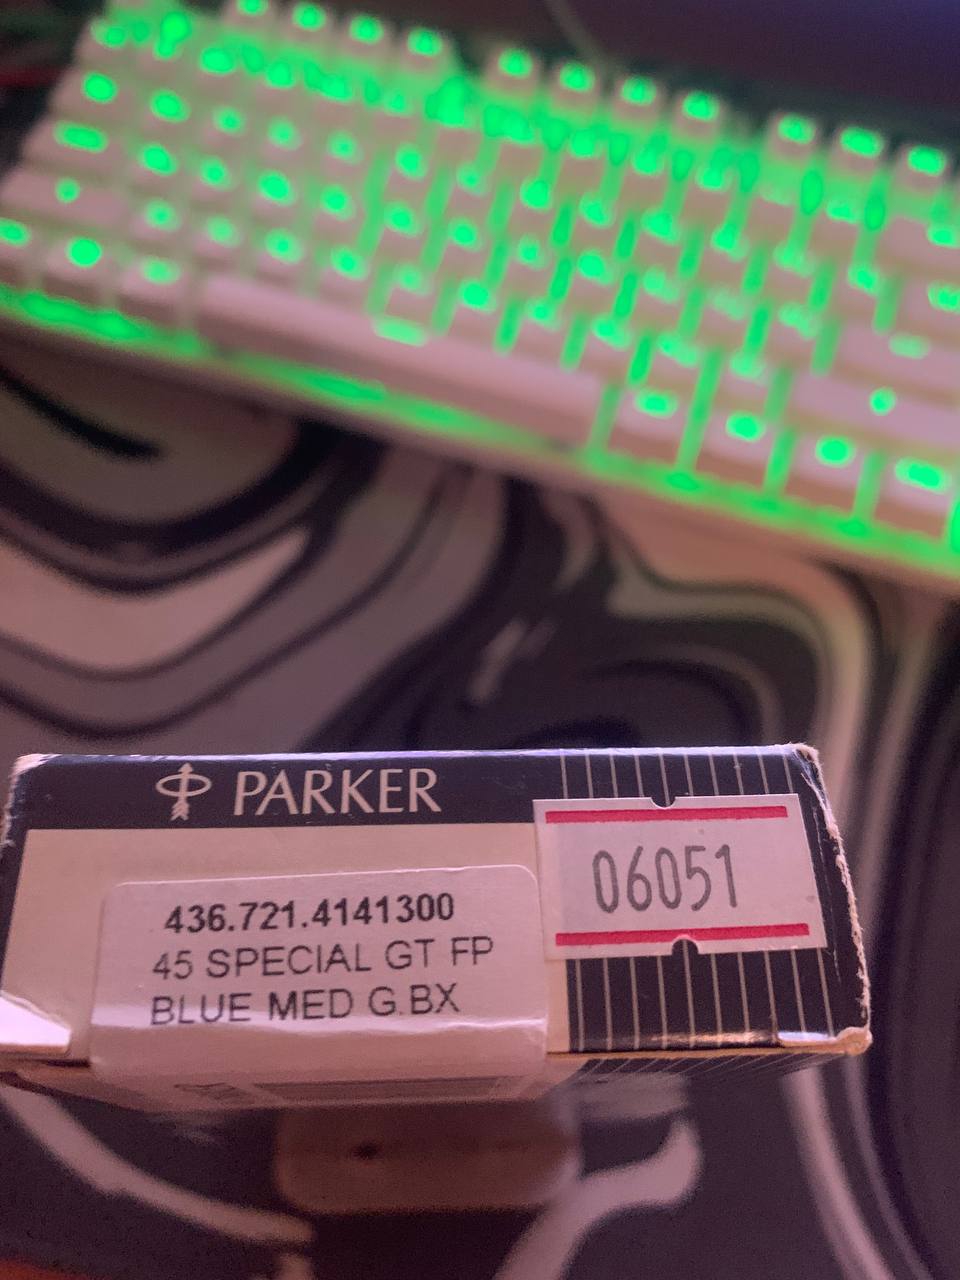 PARKER
06051
436.721.4141300
45 SPECIAL GT FP
BLUE MED G.BX